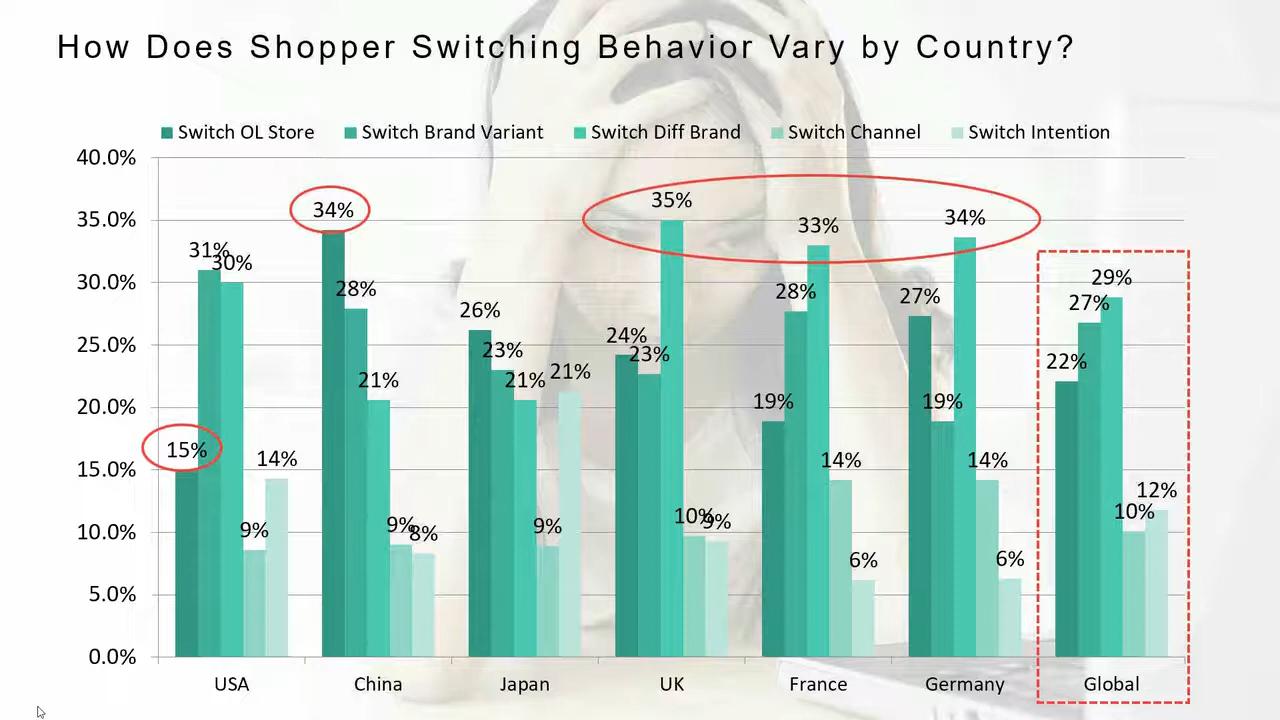 How Does Shopper Switching Behavior Vary by Country?
Switch OL Store Switch Brand Variant Switch Diff Brand Switch Channel Switch Intention
40.0%
35.0%
30.0%
25.0%
20.0%
15.0%
10.0%
5.0%
0.0%
15% 31% 30% 9% 14%
34% 28% 21% 9% 8%
26% 23% 21% 9% 21%
24% 23% 35% 10% 9%
19% 28% 33% 14% 6%
27% 19% 34% 14% 6%
22% 27% 29% 10% 12%
USA China Japan UK France Germany Global